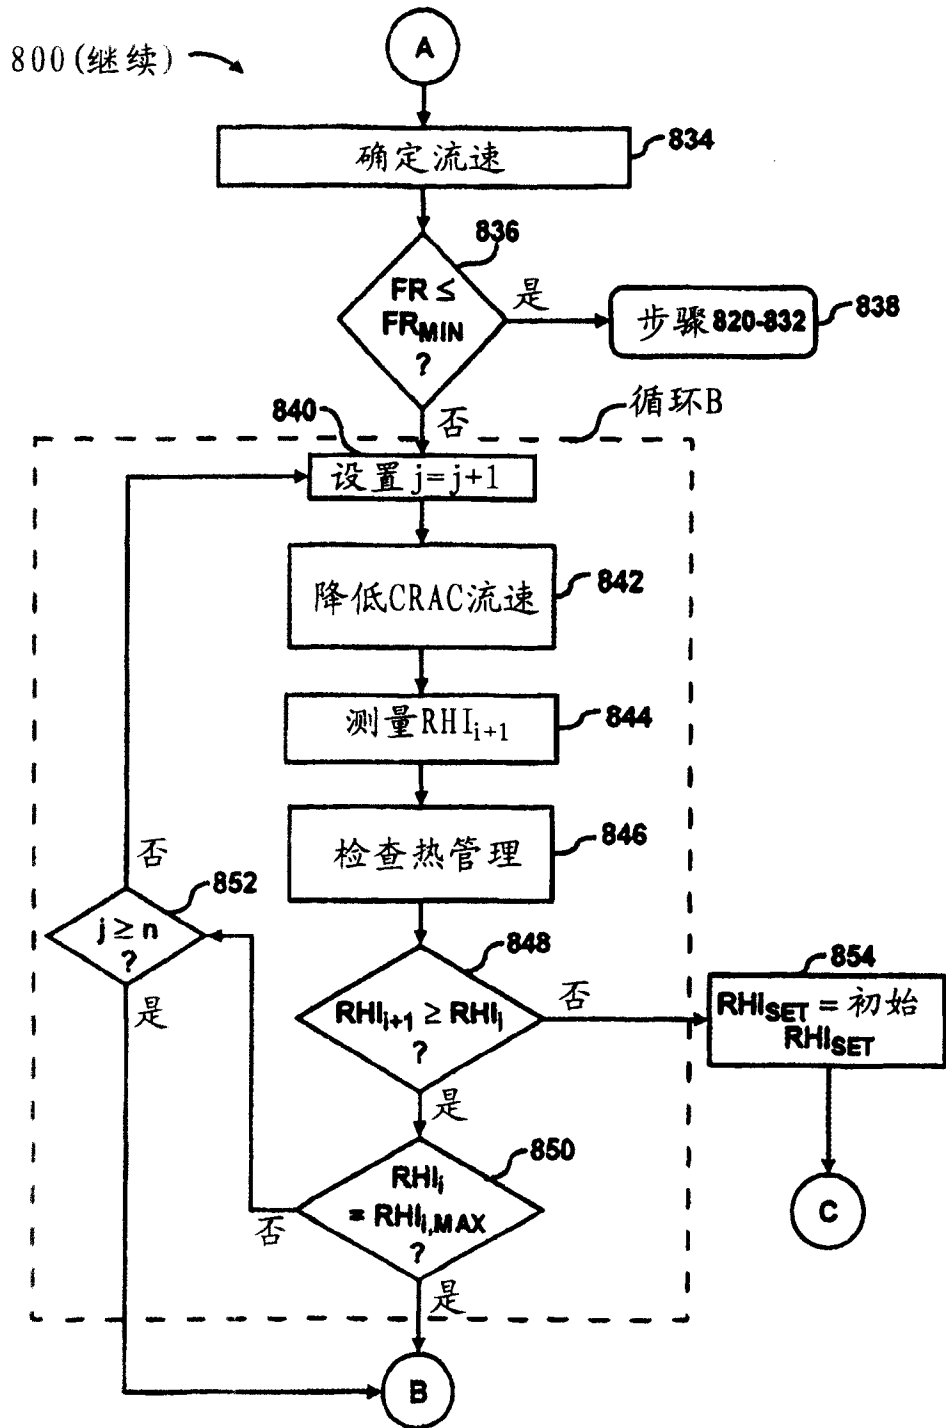 800(继续)
A
确定流速
834
836
FR ≤
FRMIN
?
是
步骤820-832
838
否
循环B
840
设置j=j+1
降低CRAC流速
842
测量RHIi+1
844
检查热管理
846
否
852
j ≥ n
?
是
848
RHIi+1 ≥ RHIi
?
否
854
RHISET = 初始
RHISET
是
850
RHIi
= RHIi,MAX
?
否
是
C
B